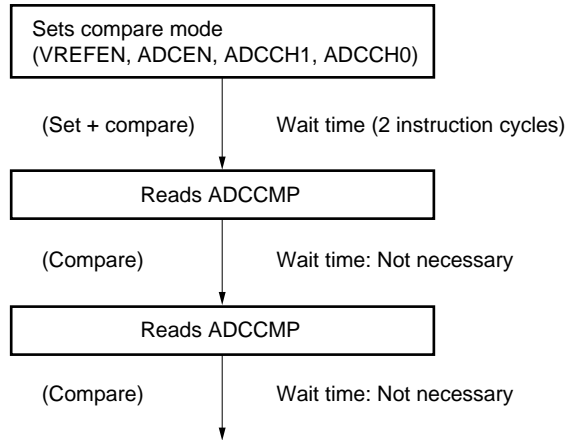 Sets compare mode
(VREFEN, ADCEN, ADCCH1, ADCCH0)
(Set + compare) Wait time (2 instruction cycles)
Reads ADCCMP
(Compare) Wait time: Not necessary
Reads ADCCMP
(Compare) Wait time: Not necessary